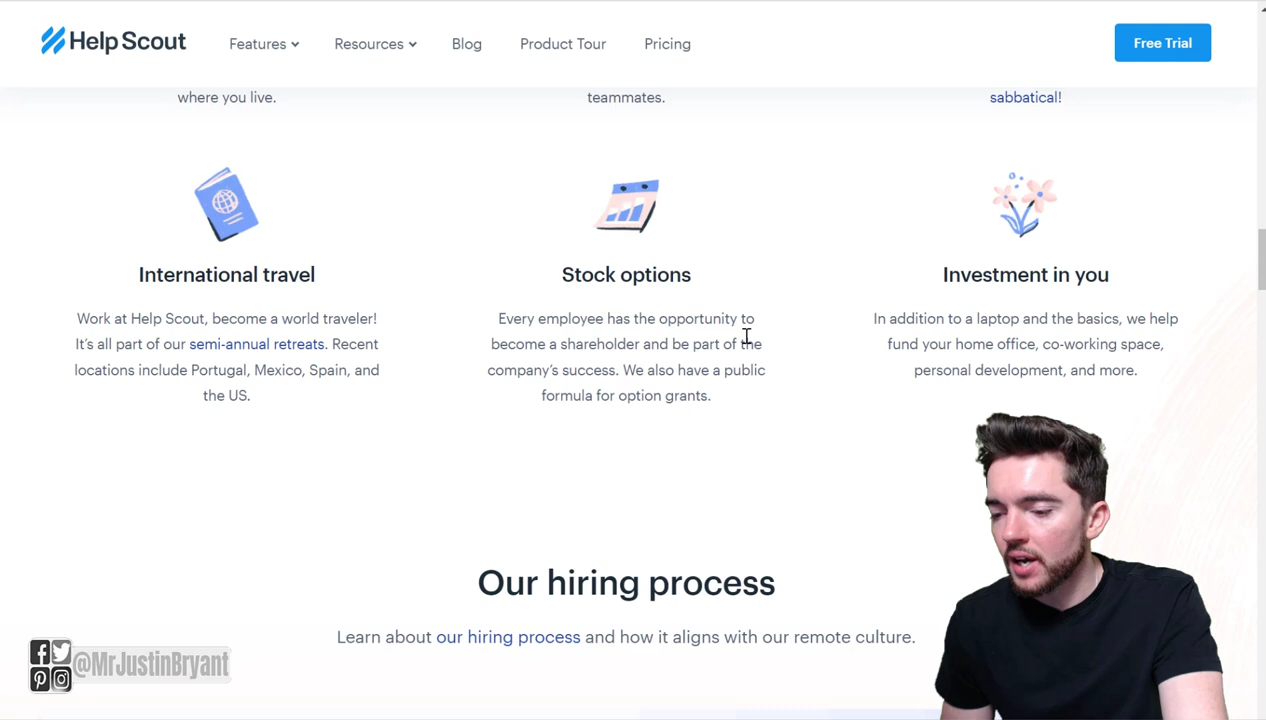 Help Scout
Features
Resources
Blog
Product Tour
Pricing
Free Trial
where you live.
teammates.
sabbatical!
International travel
Work at Help Scout, become a world traveler!
It's all part of our semi-annual retreats. Recent
locations include Portugal, Mexico, Spain, and
the US.
Stock options
Every employee has the opportunity to
become a shareholder and be part of the
company's success. We also have a public
formula for option grants.
Investment in you
In addition to a laptop and the basics, we help
fund your home office, co-working space,
personal development, and more.
Our hiring process
Learn about our hiring process and how it aligns with our remote culture.
@MrJustinBryant